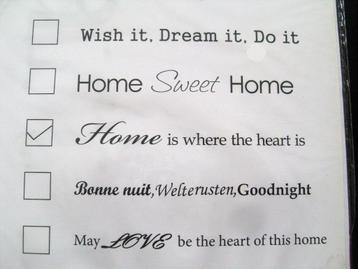 Wish it, Dream it, Do it
Home Sweet Home
Home is where the heart is
Bonne nuit,Welterusten,Goodnight
May LOVE be the heart of this home